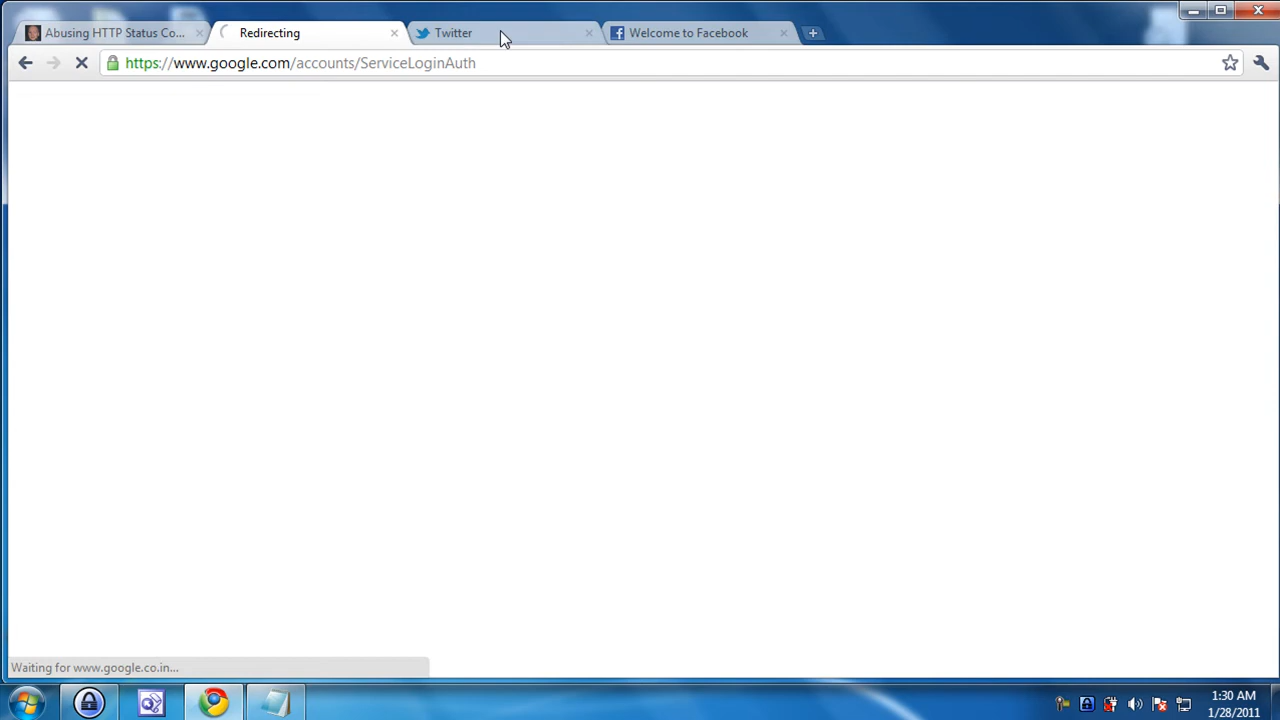 Abusing HTTP Status Co...
Redirecting
Twitter
Welcome to Facebook
https://www.google.com/accounts/ServiceLoginAuth
Waiting for www.google.co.in...
1:30 AM
1/28/2011